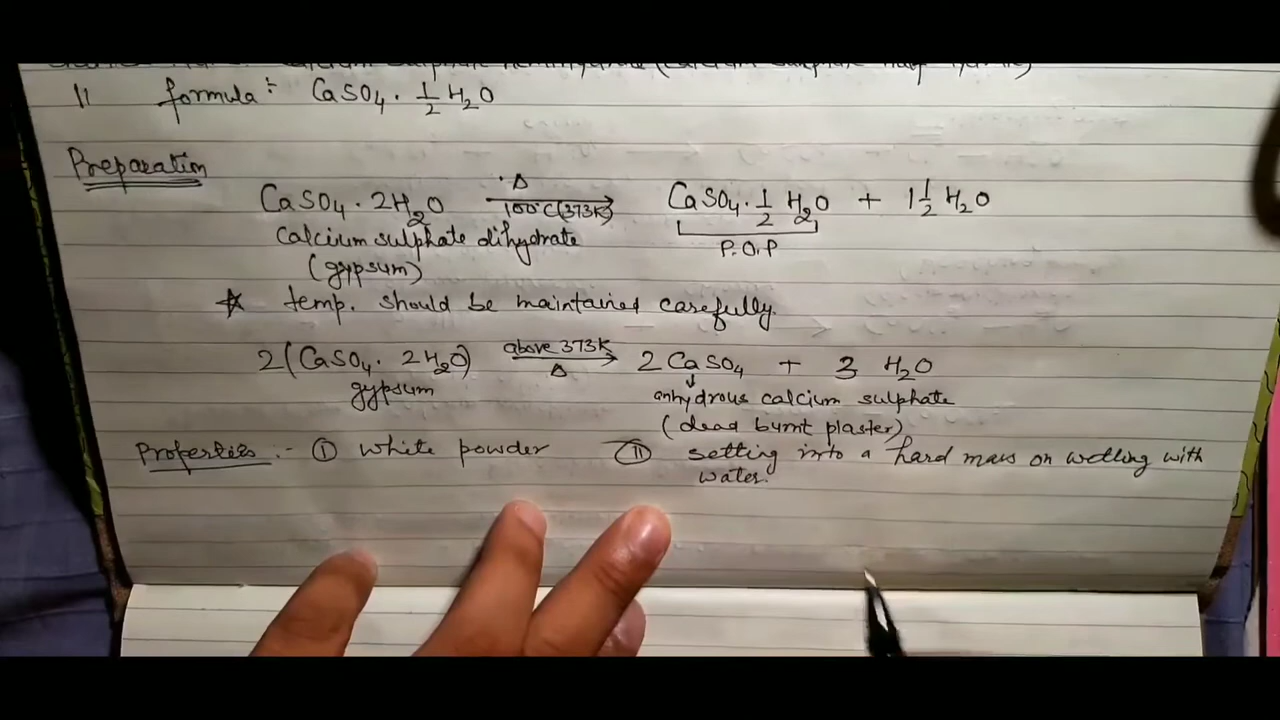 11 formula :- CaSO4 . 1/2 H2O
Preparation
CaSO4 . 2H2O Δ 100°C(373K) → CaSO4 . 1/2 H2O + 1 1/2 H2O
Calcium sulphate dihydrate P.O.P
(gypsum)
☆ temp. should be maintained carefully.
2(CaSO4 . 2H2O) above 373K Δ → 2 CaSO4 + 3 H2O
gypsum anhydrous calcium sulphate
(dead burnt plaster)
Properties :- (I) White powder (II) setting into a hard mass on wetting with
water.